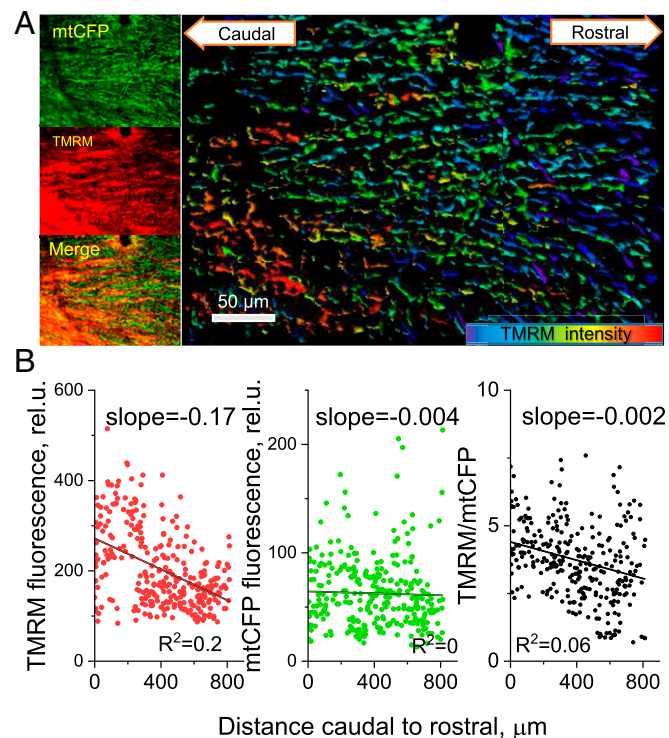 A
mtCFP
TMRM
Merge
Caudal
Rostral
50 μm
TMRM intensity
B
TMRM fluorescence, rel.u.
600
400
200
0
slope=-0.17
R²=0.2
0
400
800
mtCFP fluorescence, rel.u.
200
100
0
slope=-0.004
R²=0
0
400
800
TMRM/mtCFP
10
5
0
slope=-0.002
R²=0.06
0
400
800
Distance caudal to rostral, μm